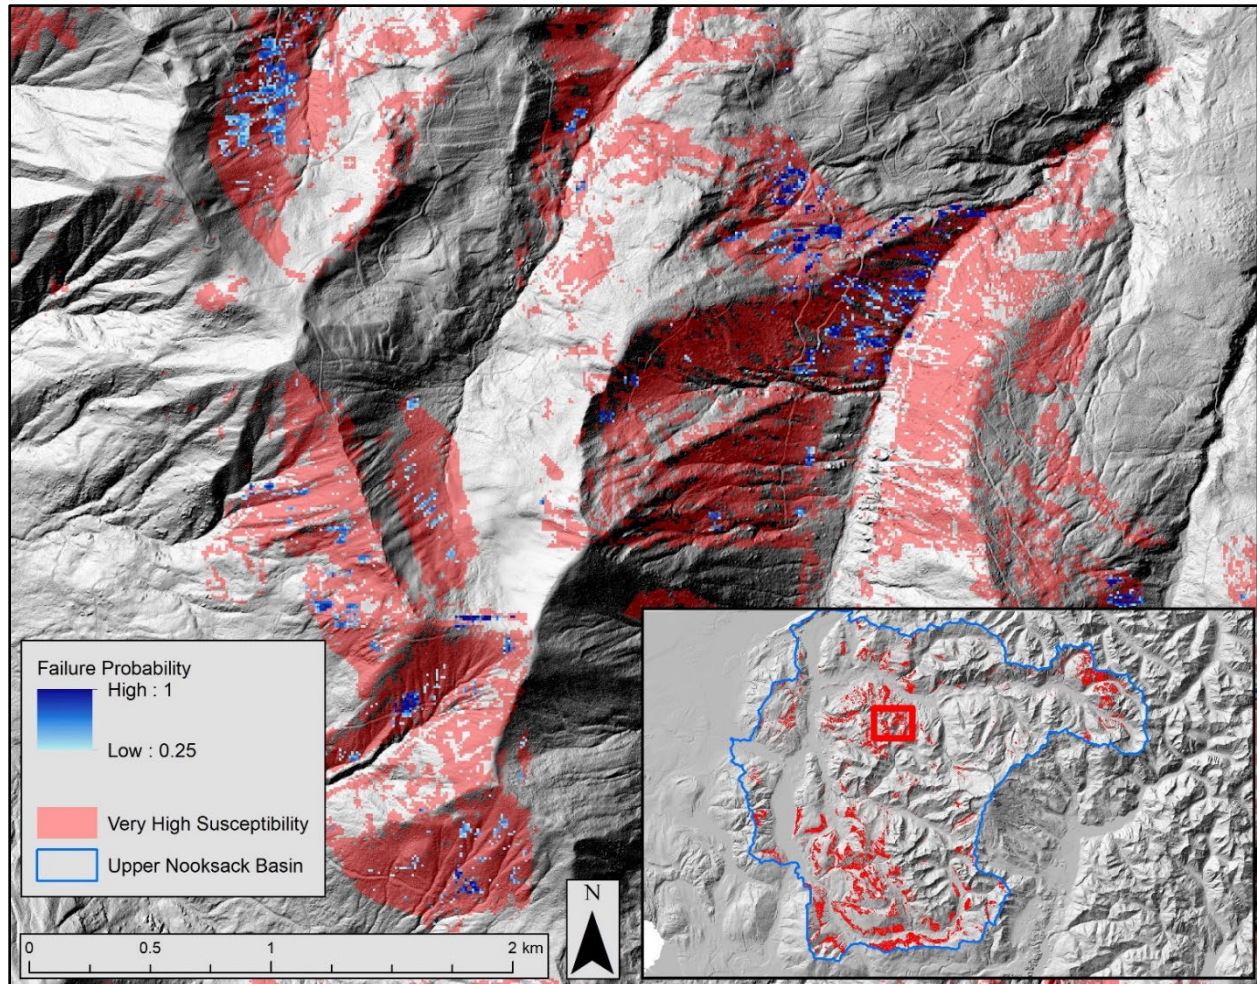 Failure Probability
High : 1
Low : 0.25
Very High Susceptibility
Upper Nooksack Basin
N
0 0.5 1 2 km